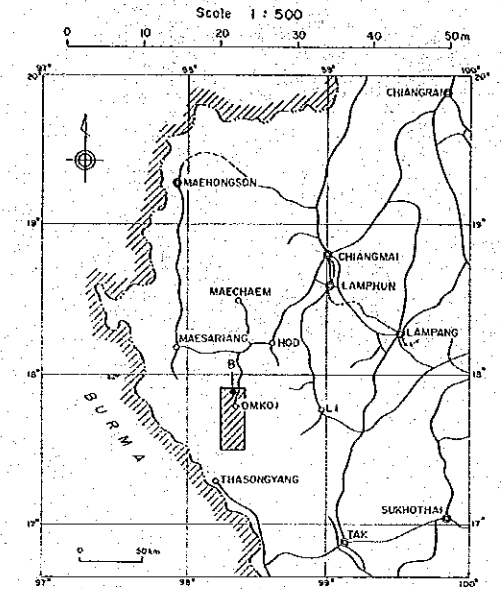 Scale 1 : 500
0 10 20 30 40 50 m
97° 98° 99° 20°
20°
CHIANGRAI
MAEHONGSON
19° 19°
CHIANGMAI
LAMPHUN
MAECHAEM
LAMPANG
MAESARIANG
HOD
18° 18°
B
OMKOI
LI
BURMA
THASONGYANG
SUKHOTHAI
17° 17°
TAK
0 50km
97° 98° 99° 100°